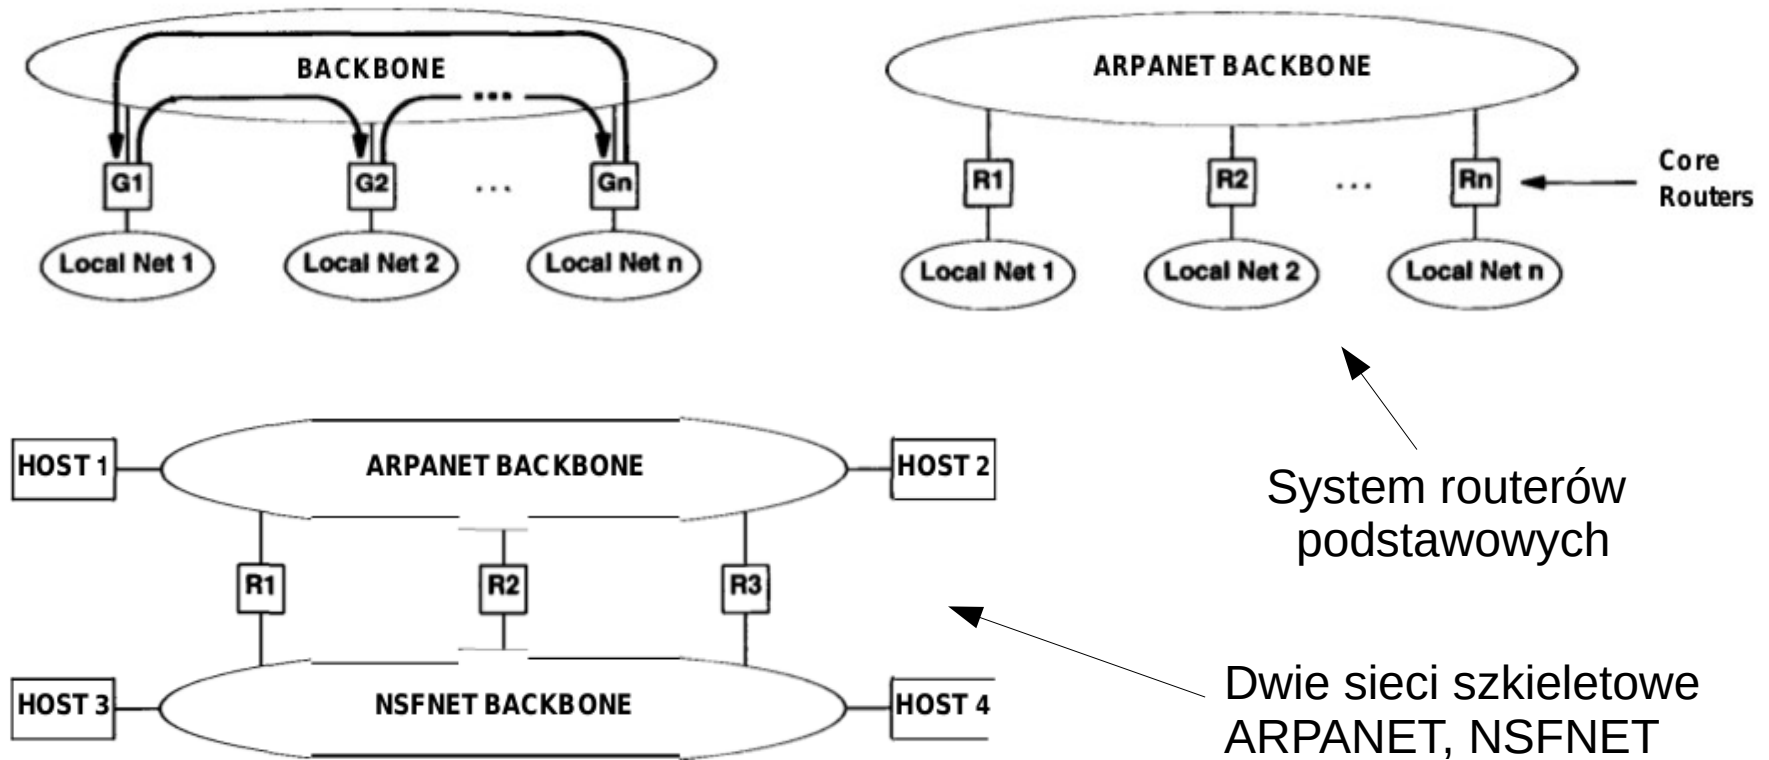 BACKBONE
G1
G2
...
Gn
Local Net 1
Local Net 2
Local Net n
ARPANET BACKBONE
R1
R2
...
Rn
Core
Routers
Local Net 1
Local Net 2
Local Net n
HOST 1
ARPANET BACKBONE
HOST 2
R1
R2
R3
HOST 3
NSFNET BACKBONE
HOST 4
System routerów
podstawowych
Dwie sieci szkieletowe
ARPANET, NSFNET